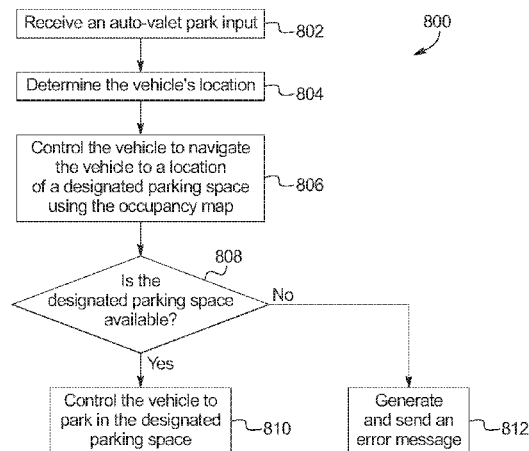 Receive an auto-valet park input
802
800
Determine the vehicle's location
804
Control the vehicle to navigate
the vehicle to a location
of a designated parking space
using the occupancy map
806
808
Is the
designated parking space
available?
No
Yes
Control the vehicle to
park in the designated
parking space
810
Generate
and send an
error message
812